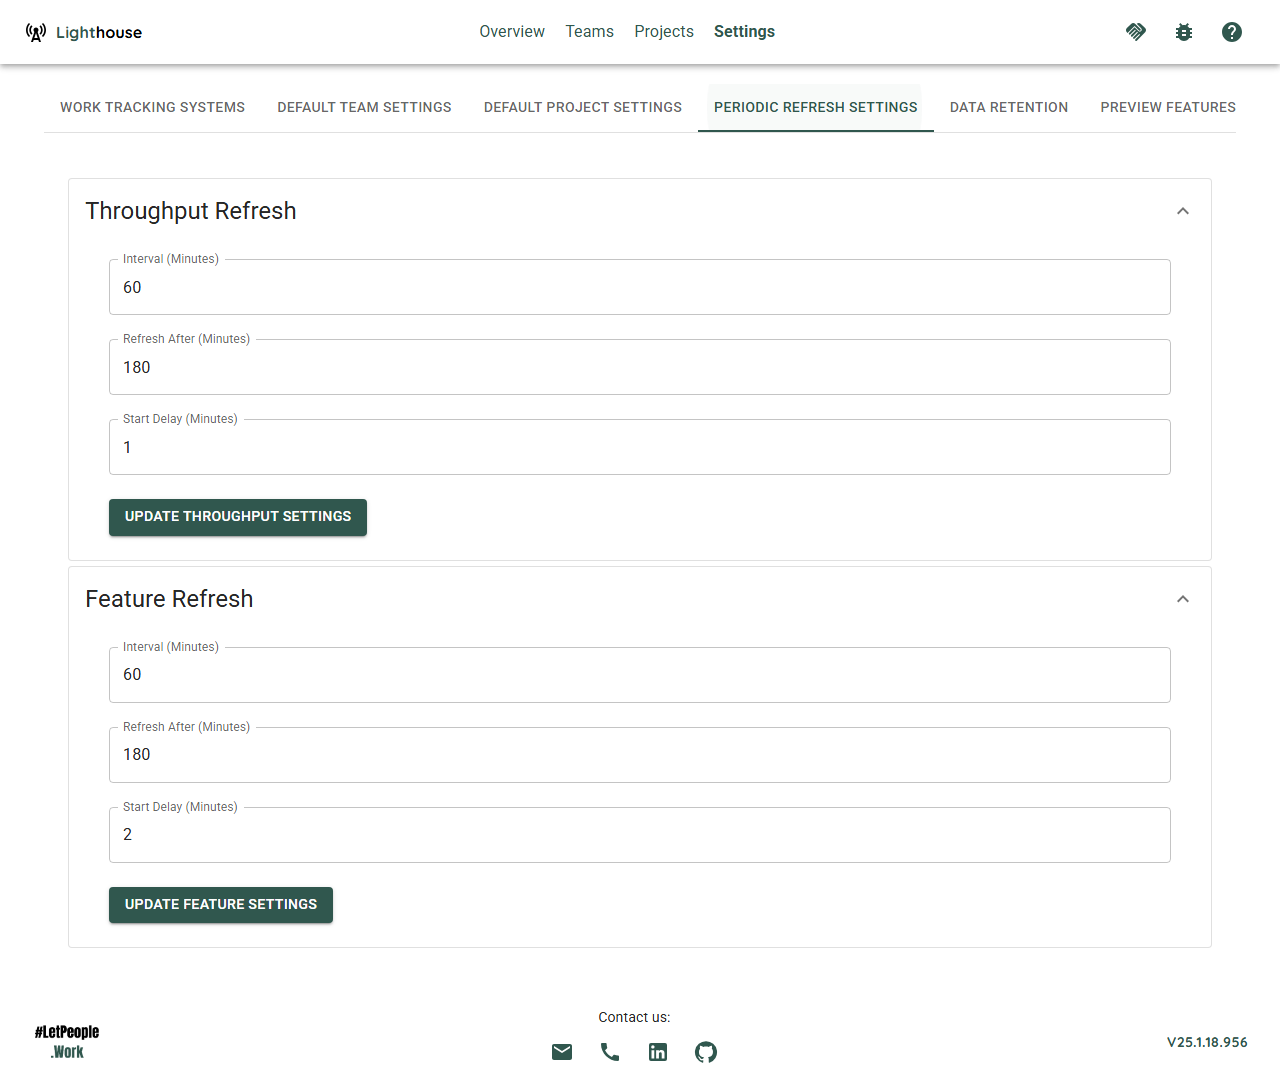 Lighthouse
Overview Teams Projects Settings
WORK TRACKING SYSTEMS DEFAULT TEAM SETTINGS DEFAULT PROJECT SETTINGS PERIODIC REFRESH SETTINGS DATA RETENTION PREVIEW FEATURES
Throughput Refresh
Interval (Minutes)
60
Refresh After (Minutes)
180
Start Delay (Minutes)
1
UPDATE THROUGHPUT SETTINGS
Feature Refresh
Interval (Minutes)
60
Refresh After (Minutes)
180
Start Delay (Minutes)
2
UPDATE FEATURE SETTINGS
Contact us:
#LetPeople
.Work
V25.1.18.956